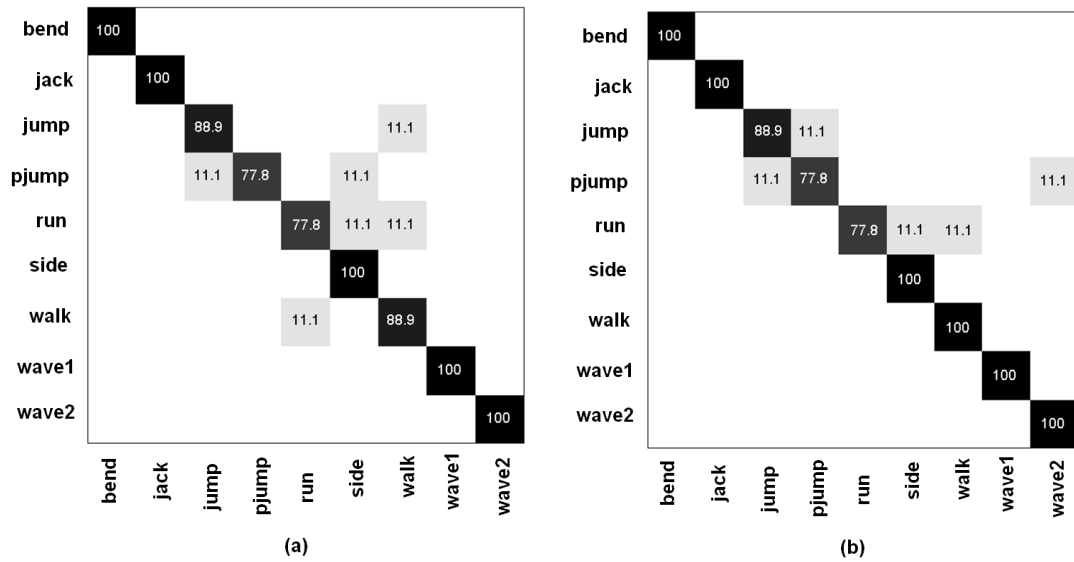 bend 100
jack 100
jump 88.9 11.1
pjump 11.1 77.8 11.1
run 77.8 11.1 11.1
side 100
walk 11.1 88.9
wave1 100
wave2 100
bend jack jump pjump run side walk wave1 wave2
(a)
bend 100
jack 100
jump 88.9 11.1
pjump 11.1 77.8 11.1
run 77.8 11.1 11.1
side 100
walk 100
wave1 100
wave2 100
bend jack jump pjump run side walk wave1 wave2
(b)